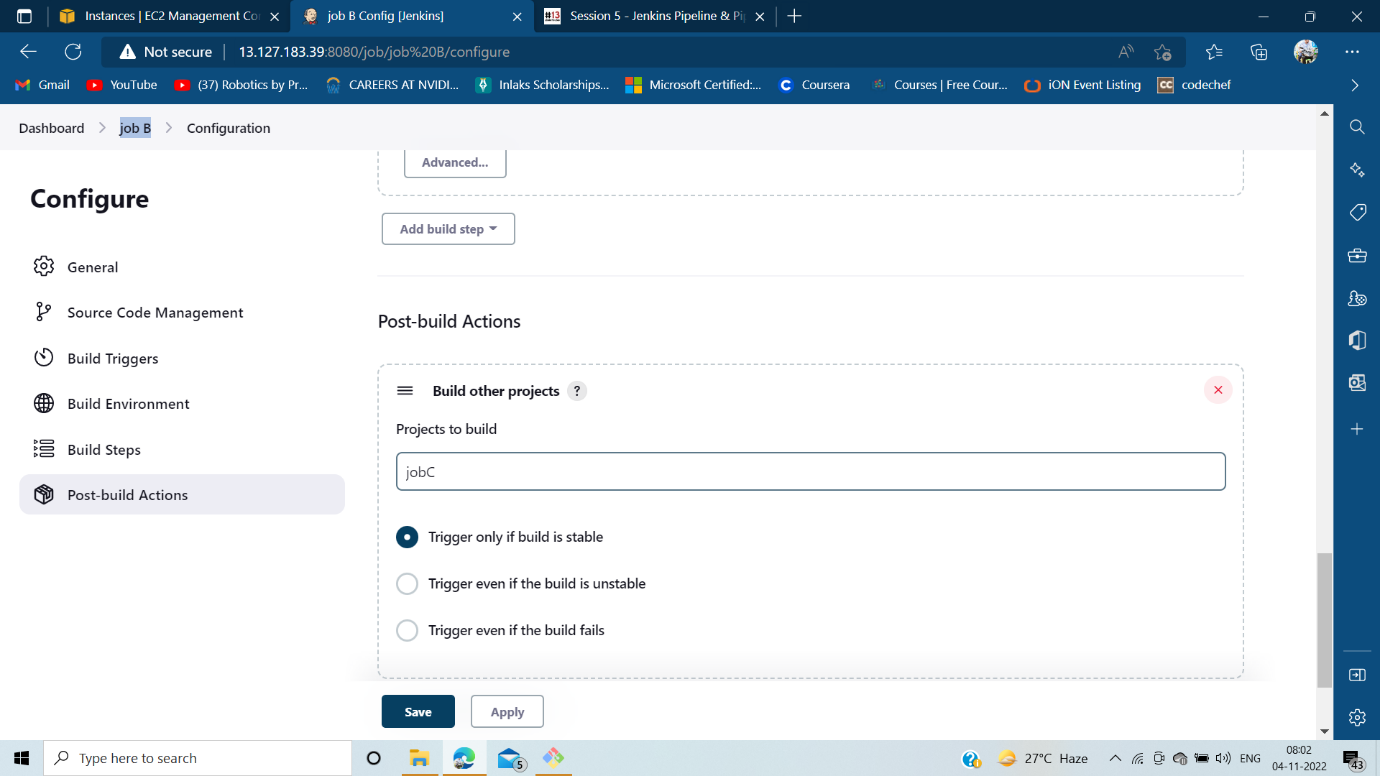 Instances | EC2 Management Co
job B Config [Jenkins]
#13
Session 5 - Jenkins Pipeline & Pi
Not secure
13.127.183.39:8080/job/job%20B/configure
Gmail
YouTube
(37) Robotics by Pr...
CAREERS AT NVIDI...
Inlaks Scholarships...
Microsoft Certified:...
Coursera
Courses | Free Cour...
iON Event Listing
CC
codechef
Dashboard
job B
Configuration
Configure
General
Source Code Management
Build Triggers
Build Environment
Build Steps
Post-build Actions
Advanced...
Add build step
Post-build Actions
Build other projects ?
Projects to build
jobC
Trigger only if build is stable
Trigger even if the build is unstable
Trigger even if the build fails
Save
Apply
Type here to search
5
27°C Haze
ENG
08:02
04-11-2022
43